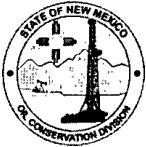 STATE OF NEW MEXICO
OIL CONSERVATION DIVISION